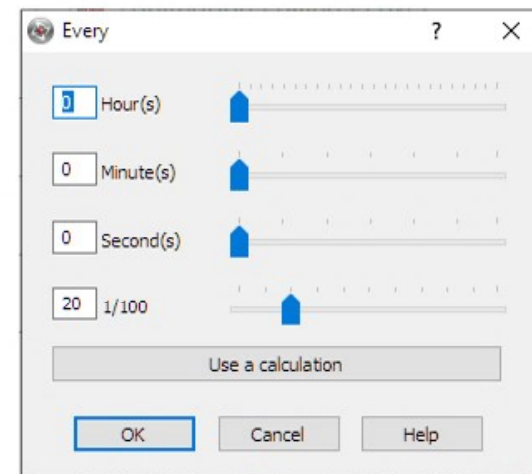 Every ?
0 Hour(s)
0 Minute(s)
0 Second(s)
20 1/100
Use a calculation
OK Cancel Help